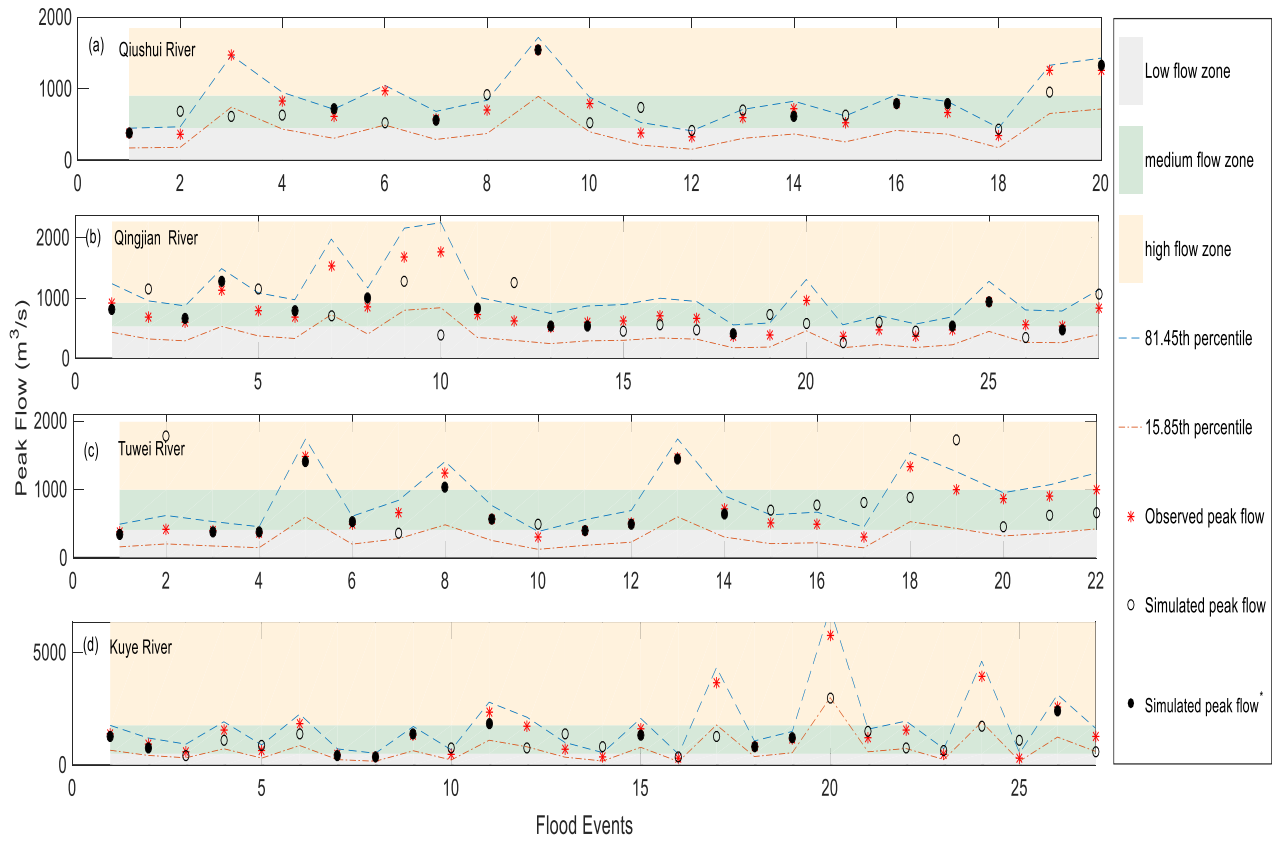 2000
1000
0
(a) Qiushui River
0 2 4 6 8 10 12 14 16 18 20
2000
1000
0
(b) Qingjian River
0 5 10 15 20 25
2000
1000
0
(c) Tuwei River
0 2 4 6 8 10 12 14 16 18 20 22
5000
0
(d) Kuye River
0 5 10 15 20 25
Peak Flow (m³/s)
Flood Events
Low flow zone
medium flow zone
high flow zone
81.45th percentile
15.85th percentile
Observed peak flow
Simulated peak flow
Simulated peak flow*